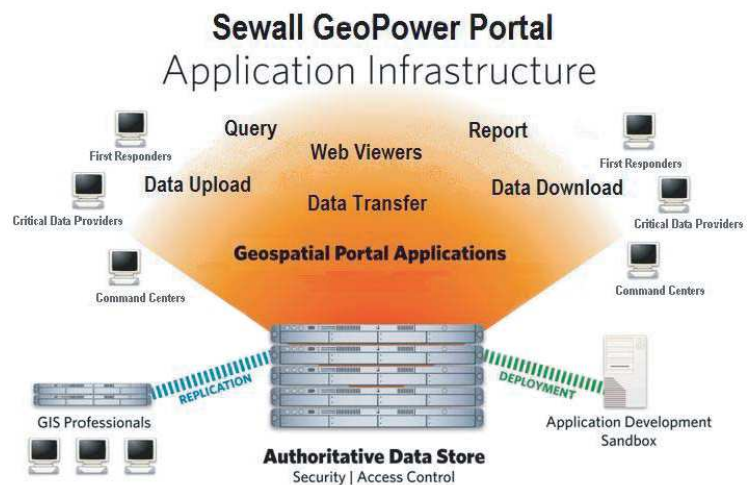 Sewall GeoPower Portal
Application Infrastructure
Query
Report
First Responders
First Responders
Web Viewers
Data Upload
Data Download
Data Transfer
Critical Data Providers
Critical Data Providers
Geospatial Portal Applications
Command Centers
Command Centers
REPLICATION
DEPLOYMENT
GIS Professionals
Application Development
Sandbox
Authoritative Data Store
Security | Access Control